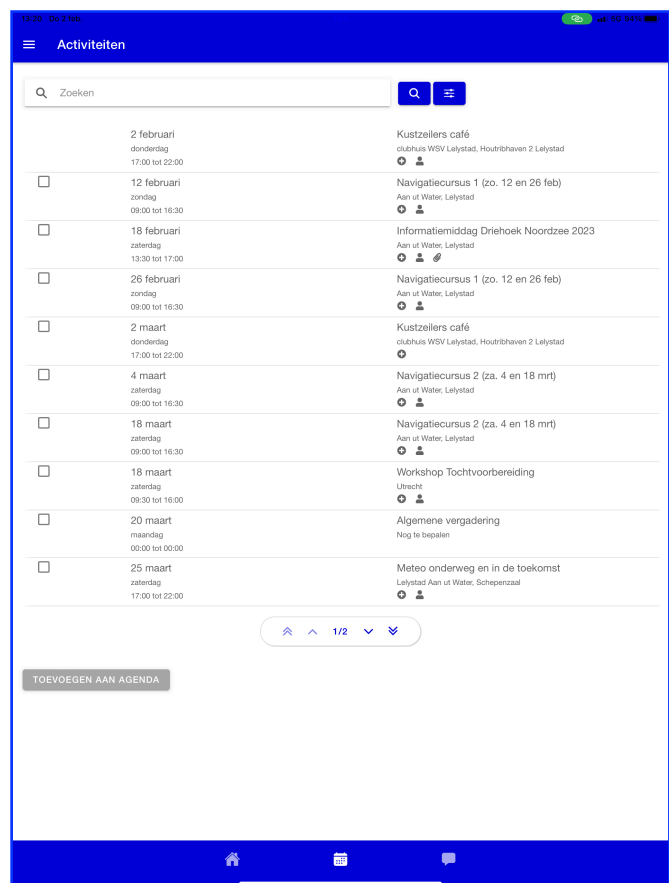 Activiteiten
Zoeken
2 februari
donderdag
17:00 tot 22:00
Kustzeilers café
clubhuis WSV Lelystad, Houtribhaven 2 Lelystad
12 februari
zondag
09:00 tot 16:30
Navigatiecursus 1 (zo. 12 en 26 feb)
Aan ut Water, Lelystad
18 februari
zaterdag
13:30 tot 17:00
Informatiemiddag Driehoek Noordzee 2023
Aan ut Water, Lelystad
26 februari
zondag
09:00 tot 16:30
Navigatiecursus 1 (zo. 12 en 26 feb)
Aan ut Water, Lelystad
2 maart
donderdag
17:00 tot 22:00
Kustzeilers café
clubhuis WSV Lelystad, Houtribhaven 2 Lelystad
4 maart
zaterdag
09:00 tot 16:30
Navigatiecursus 2 (za. 4 en 18 mrt)
Aan ut Water, Lelystad
18 maart
zaterdag
09:00 tot 16:30
Navigatiecursus 2 (za. 4 en 18 mrt)
Aan ut Water, Lelystad
18 maart
zaterdag
09:30 tot 16:00
Workshop Tochtvoorbereiding
Utrecht
20 maart
maandag
00:00 tot 00:00
Algemene vergadering
Nog te bepalen
25 maart
zaterdag
17:00 tot 22:00
Meteo onderweg en in de toekomst
Lelystad Aan ut Water, Schepenzaal
1/2
TOEVOEGEN AAN AGENDA